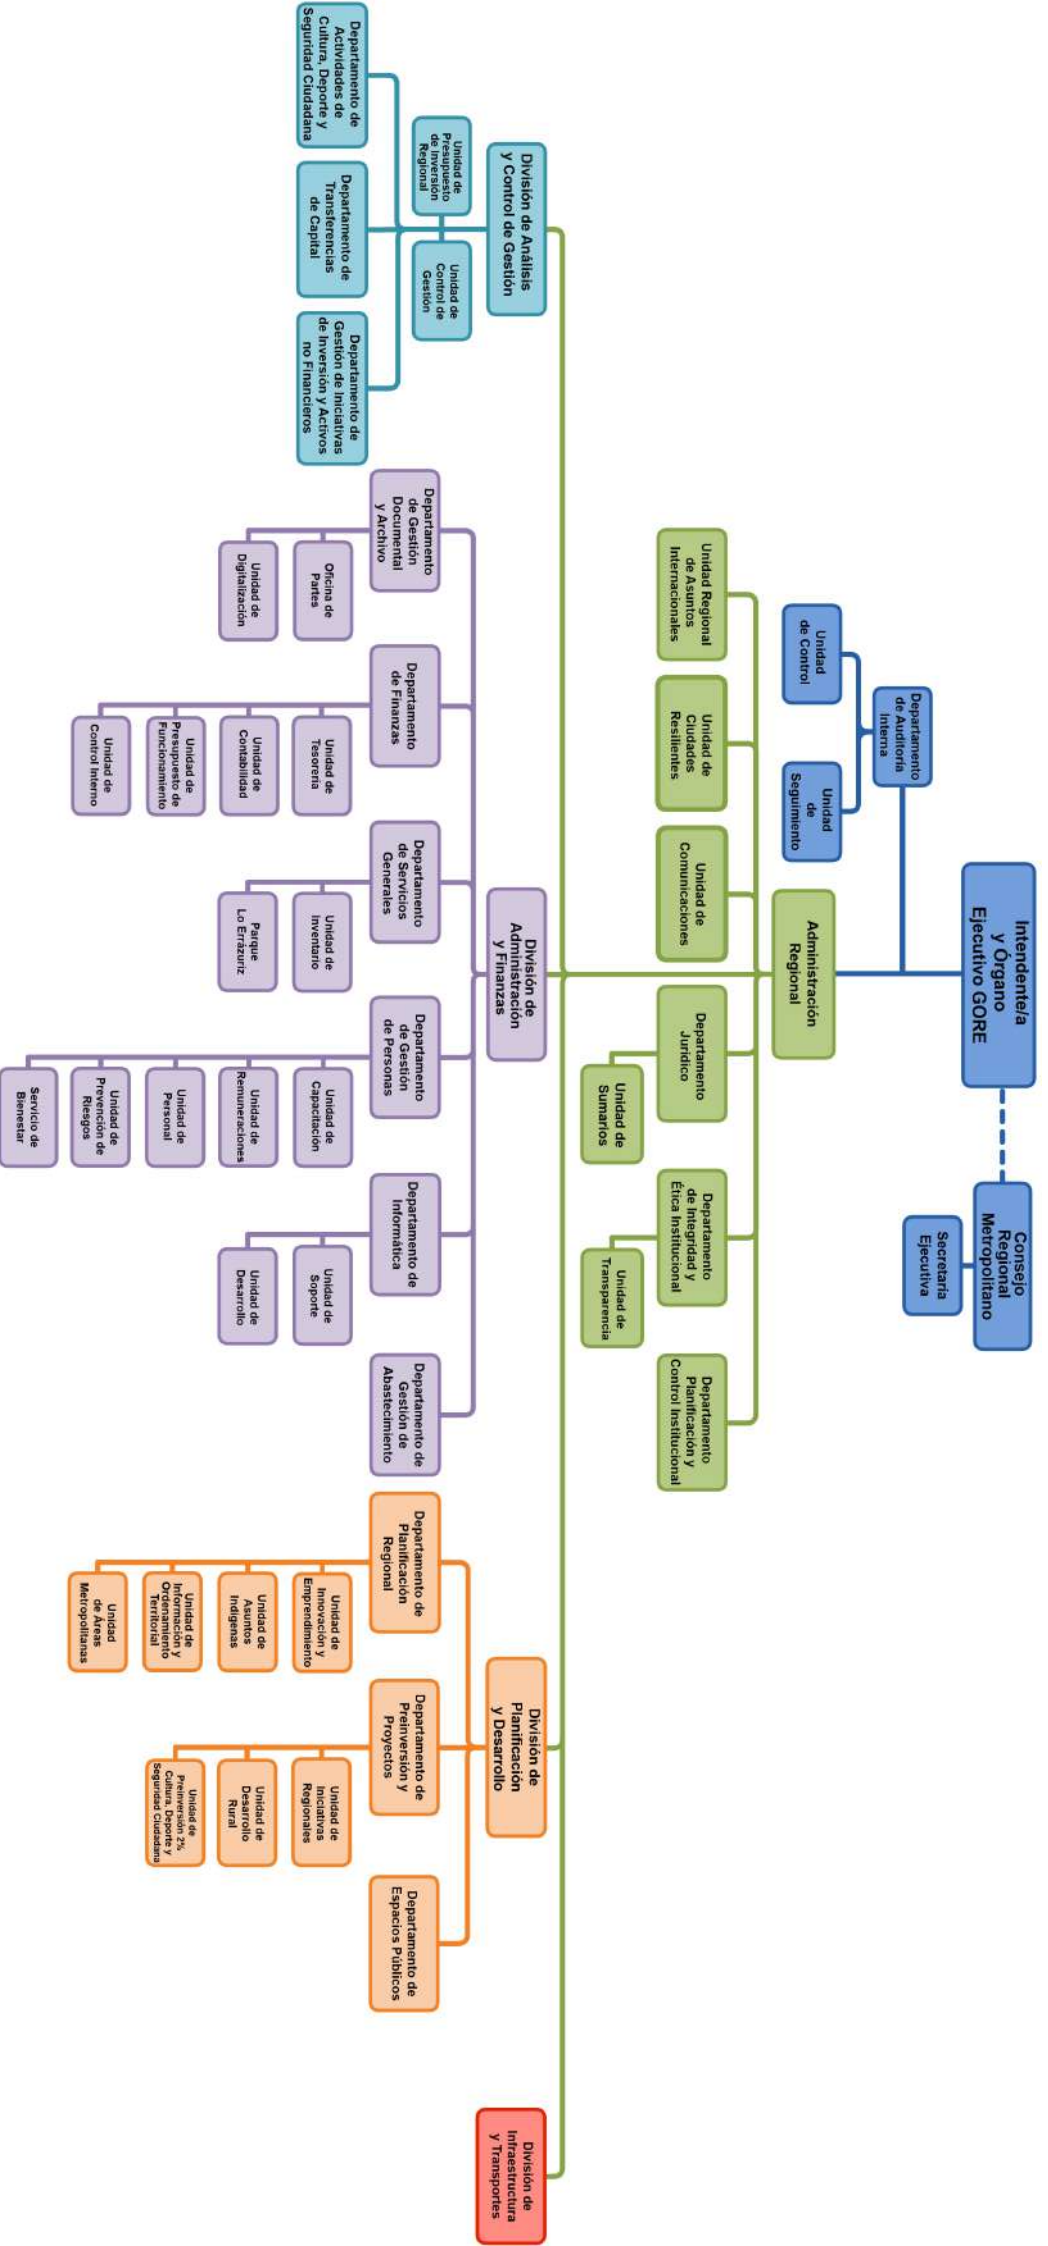 Intendente/a
y Órgano
Ejecutivo GORE
Consejo
Regional
Metropolitano
Secretaria
Ejecutiva
Departamento
de Auditoría
Interna
Unidad
de Control
Unidad
de
Seguimiento
Administración
Regional
Unidad Regional
de Asuntos
Internacionales
Unidad de
Ciudades
Resilientes
Unidad de
Comunicaciones
Departamento
Jurídico
Unidad de
Sumarios
Departamento
de Integridad y
Ética Institucional
Unidad de
Transparencia
Departamento
Planificación y
Control Institucional
División de Análisis
y Control de Gestión
Unidad de
Presupuesto
de Inversión
Regional
Unidad de
Control de
Gestión
Departamento de
Actividades de
Cultura, Deporte y
Seguridad Ciudadana
Departamento de
Transferencias
de Capital
Departamento de
Gestión de Iniciativas
de Inversión y Activos
no Financieros
División de
Administración
y Finanzas
Departamento
de Gestión
Documental
y Archivo
Oficina de
Partes
Unidad de
Digitalización
Departamento
de Finanzas
Unidad de
Tesorería
Unidad de
Contabilidad
Unidad de
Presupuesto de
Funcionamiento
Unidad de
Control Interno
Departamento
de Servicios
Generales
Unidad de
Inventario
Parque
Lo Errázuriz
Departamento
de Gestión
de Personas
Unidad de
Capacitación
Unidad de
Remuneraciones
Unidad de
Personal
Unidad de
Prevención de
Riesgos
Servicio de
Bienestar
Departamento de
Informática
Unidad de
Soporte
Unidad de
Desarrollo
Departamento de
Gestión de
Abastecimiento
División de
Planificación
y Desarrollo
Departamento de
Planificación
Regional
Unidad de
Innovación y
Emprendimiento
Unidad de
Asuntos
Indígenas
Unidad de
Información y
Ordenamiento
Territorial
Unidad
de Áreas
Metropolitanas
Departamento de
Preinversión y
Proyectos
Unidad de
Iniciativas
Regionales
Unidad de
Desarrollo
Rural
Unidad de
Preinversión 2%
Cultura, Deporte y
Seguridad Ciudadana
Departamento de
Espacios Públicos
División de
Infraestructura
y Transportes